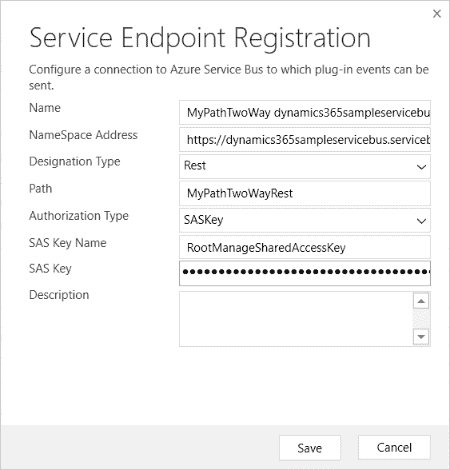 Service Endpoint Registration
Configure a connection to Azure Service Bus to which plug-in events can be
sent.
Name MyPathTwoWay dynamics365sampleservicebu
NameSpace Address https://dynamics365sampleservicebus.serviceb
Designation Type Rest
Path MyPathTwoWayRest
Authorization Type SASKey
SAS Key Name RootManageSharedAccessKey
SAS Key
Description
Save Cancel